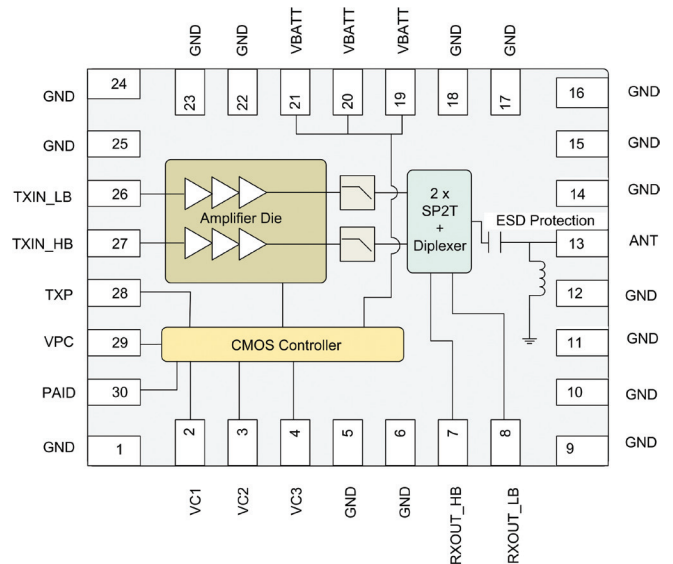 GND
GND
VBATT
VBATT
VBATT
GND
GND
23
22
21
20
19
18
17
GND
24
16
GND
GND
25
15
GND
TXIN_LB
26
14
GND
TXIN_HB
27
13
ANT
TXP
28
12
GND
VPC
29
11
GND
PAID
30
10
GND
GND
1
9
GND
Amplifier Die
2 x
SP2T
+
Diplexer
ESD Protection
CMOS Controller
2
3
4
5
6
7
8
VC1
VC2
VC3
GND
GND
RXOUT_HB
RXOUT_LB